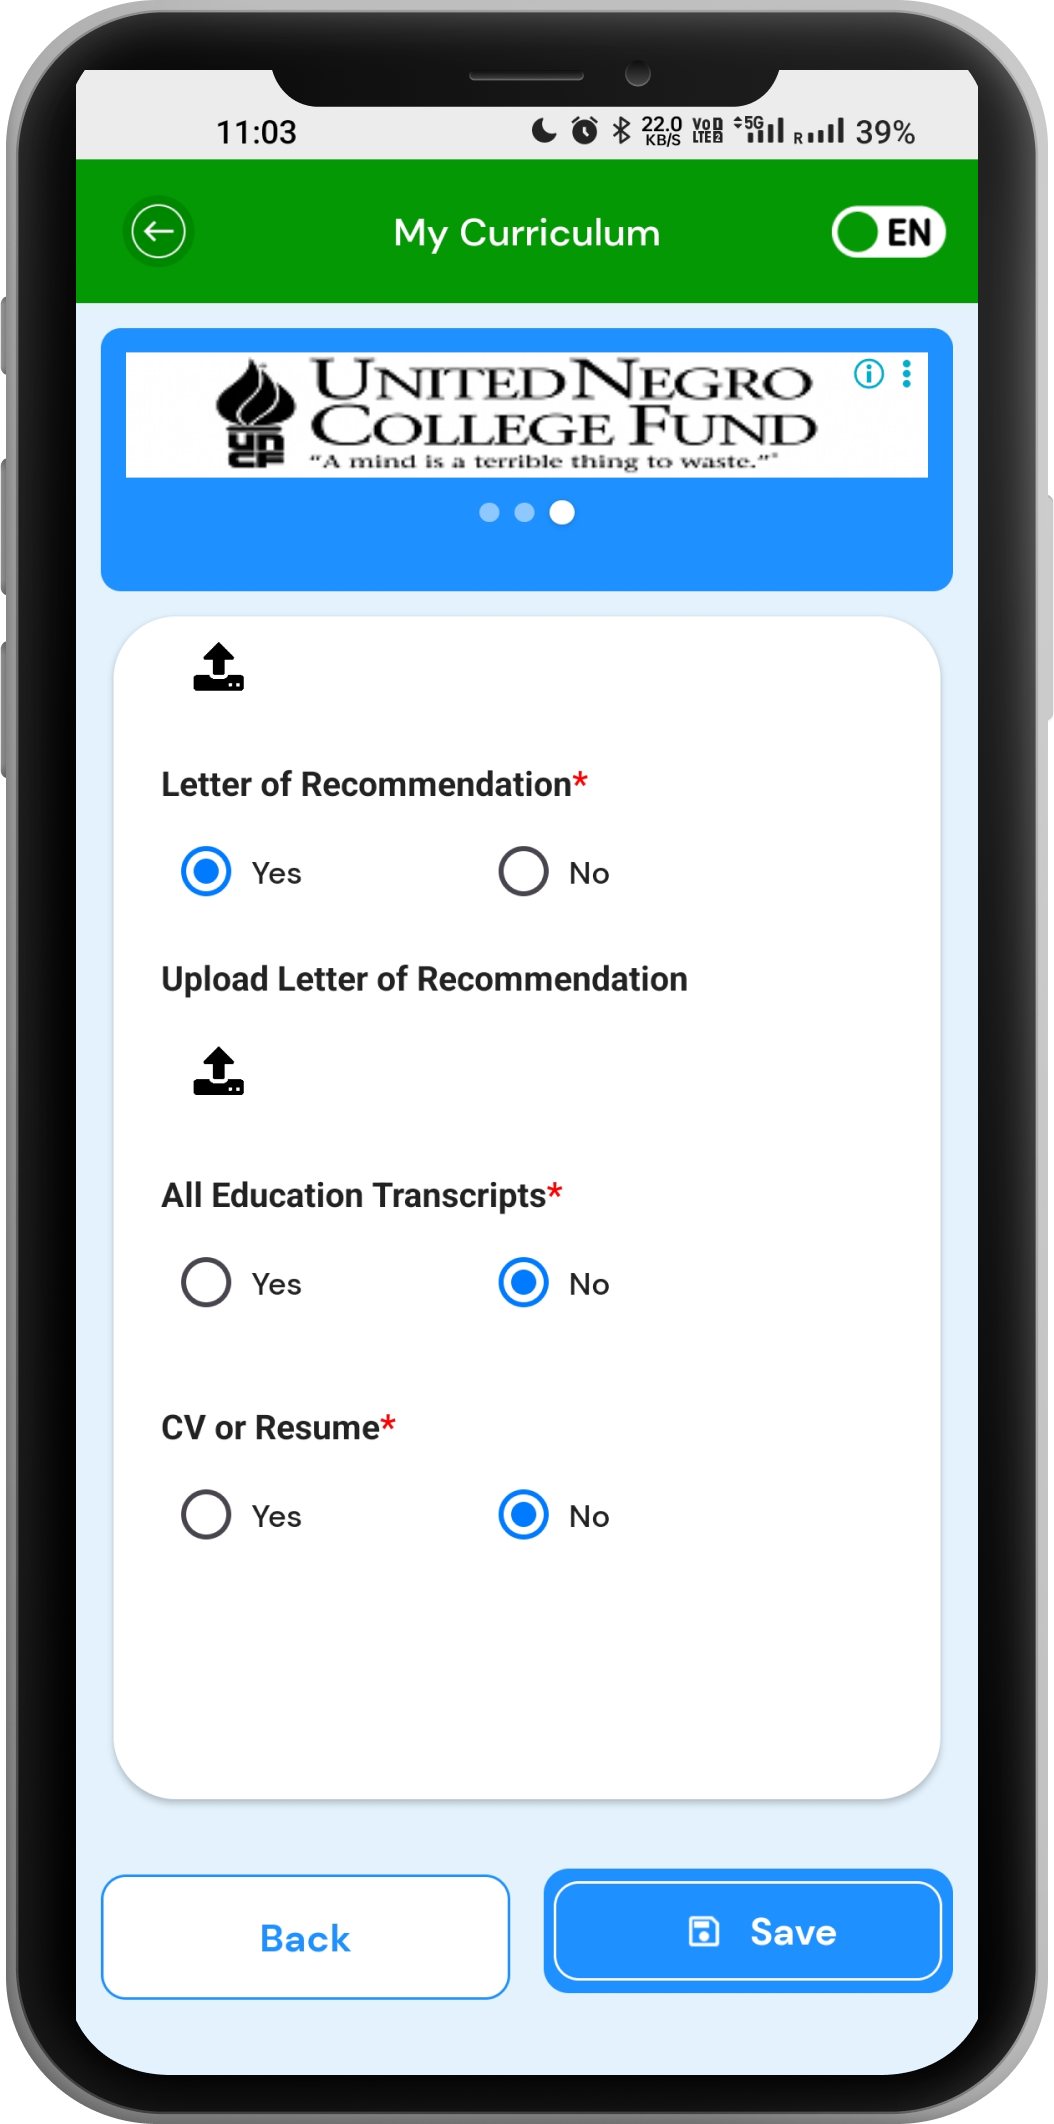 11:03 22.0 KB/S VoD LTE2 5G R 39%
My Curriculum EN
UNITED NEGRO
COLLEGE FUND
"A mind is a terrible thing to waste."®
Letter of Recommendation*
Yes No
Upload Letter of Recommendation
All Education Transcripts*
Yes No
CV or Resume*
Yes No
Back Save